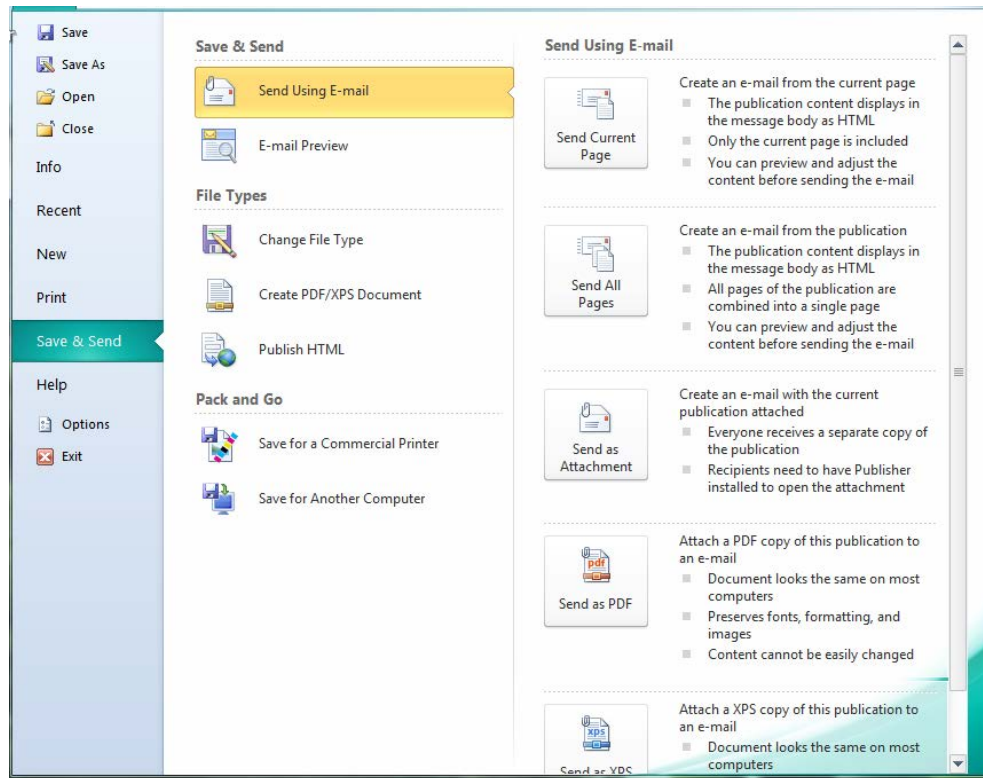 Save
Save As
Open
Close
Info
Recent
New
Print
Save & Send
Help
Options
Exit
Save & Send
Send Using E-mail
E-mail Preview
File Types
Change File Type
Create PDF/XPS Document
Publish HTML
Pack and Go
Save for a Commercial Printer
Save for Another Computer
Send Using E-mail
Send Current
Page
Create an e-mail from the current page
The publication content displays in
the message body as HTML
Only the current page is included
You can preview and adjust the
content before sending the e-mail
Send All
Pages
Create an e-mail from the publication
The publication content displays in
the message body as HTML
All pages of the publication are
combined into a single page
You can preview and adjust the
content before sending the e-mail
Send as
Attachment
Create an e-mail with the current
publication attached
Everyone receives a separate copy of
the publication
Recipients need to have Publisher
installed to open the attachment
pdf
Send as PDF
Attach a PDF copy of this publication to
an e-mail
Document looks the same on most
computers
Preserves fonts, formatting, and
images
Content cannot be easily changed
xps
Send as XPS
Attach a XPS copy of this publication to
an e-mail
Document looks the same on most
computers